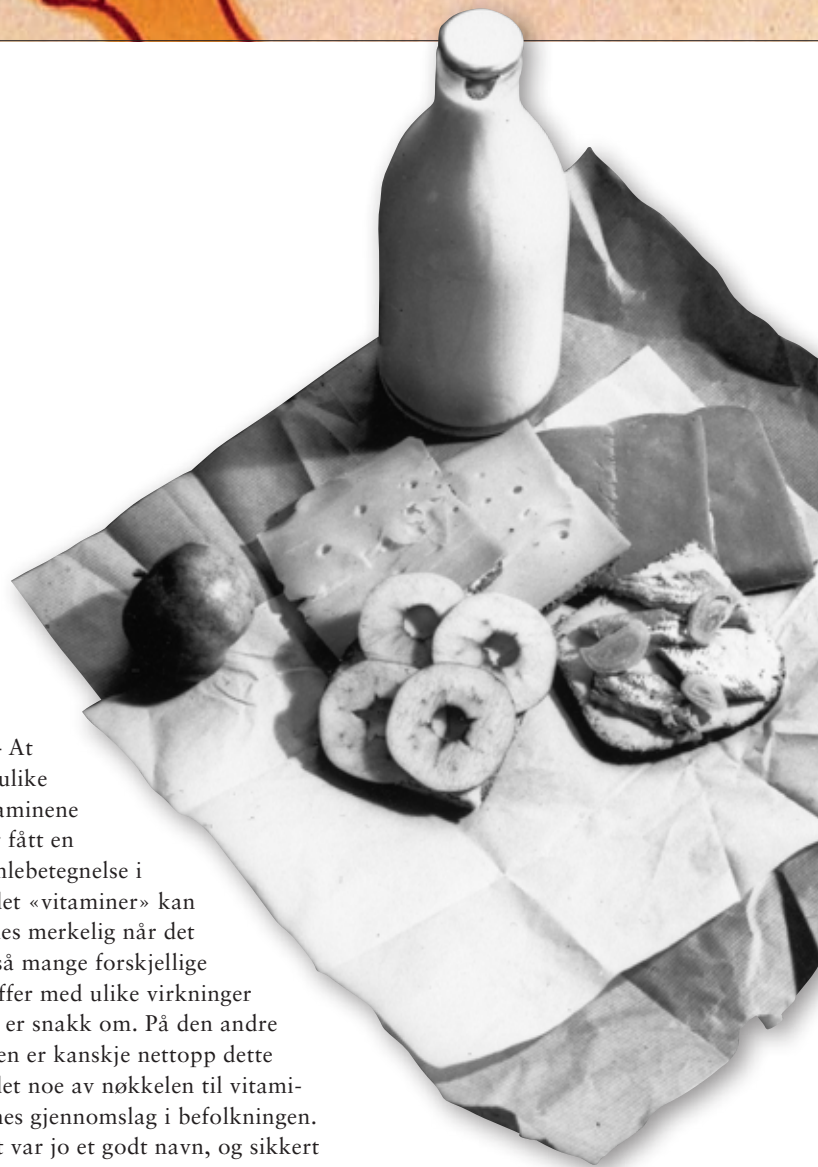 At
ulike
aminene
fått en
nlebetegnelse i
let «vitaminer» kan
es merkelig når det
så mange forskjellige
ffer med ulike virkninger
er snakk om. På den andre
en er kanskje nettopp dette
let noe av nøkkelen til vitami-
nes gjennomslag i befolkningen.
t var jo et godt navn, og sikkert